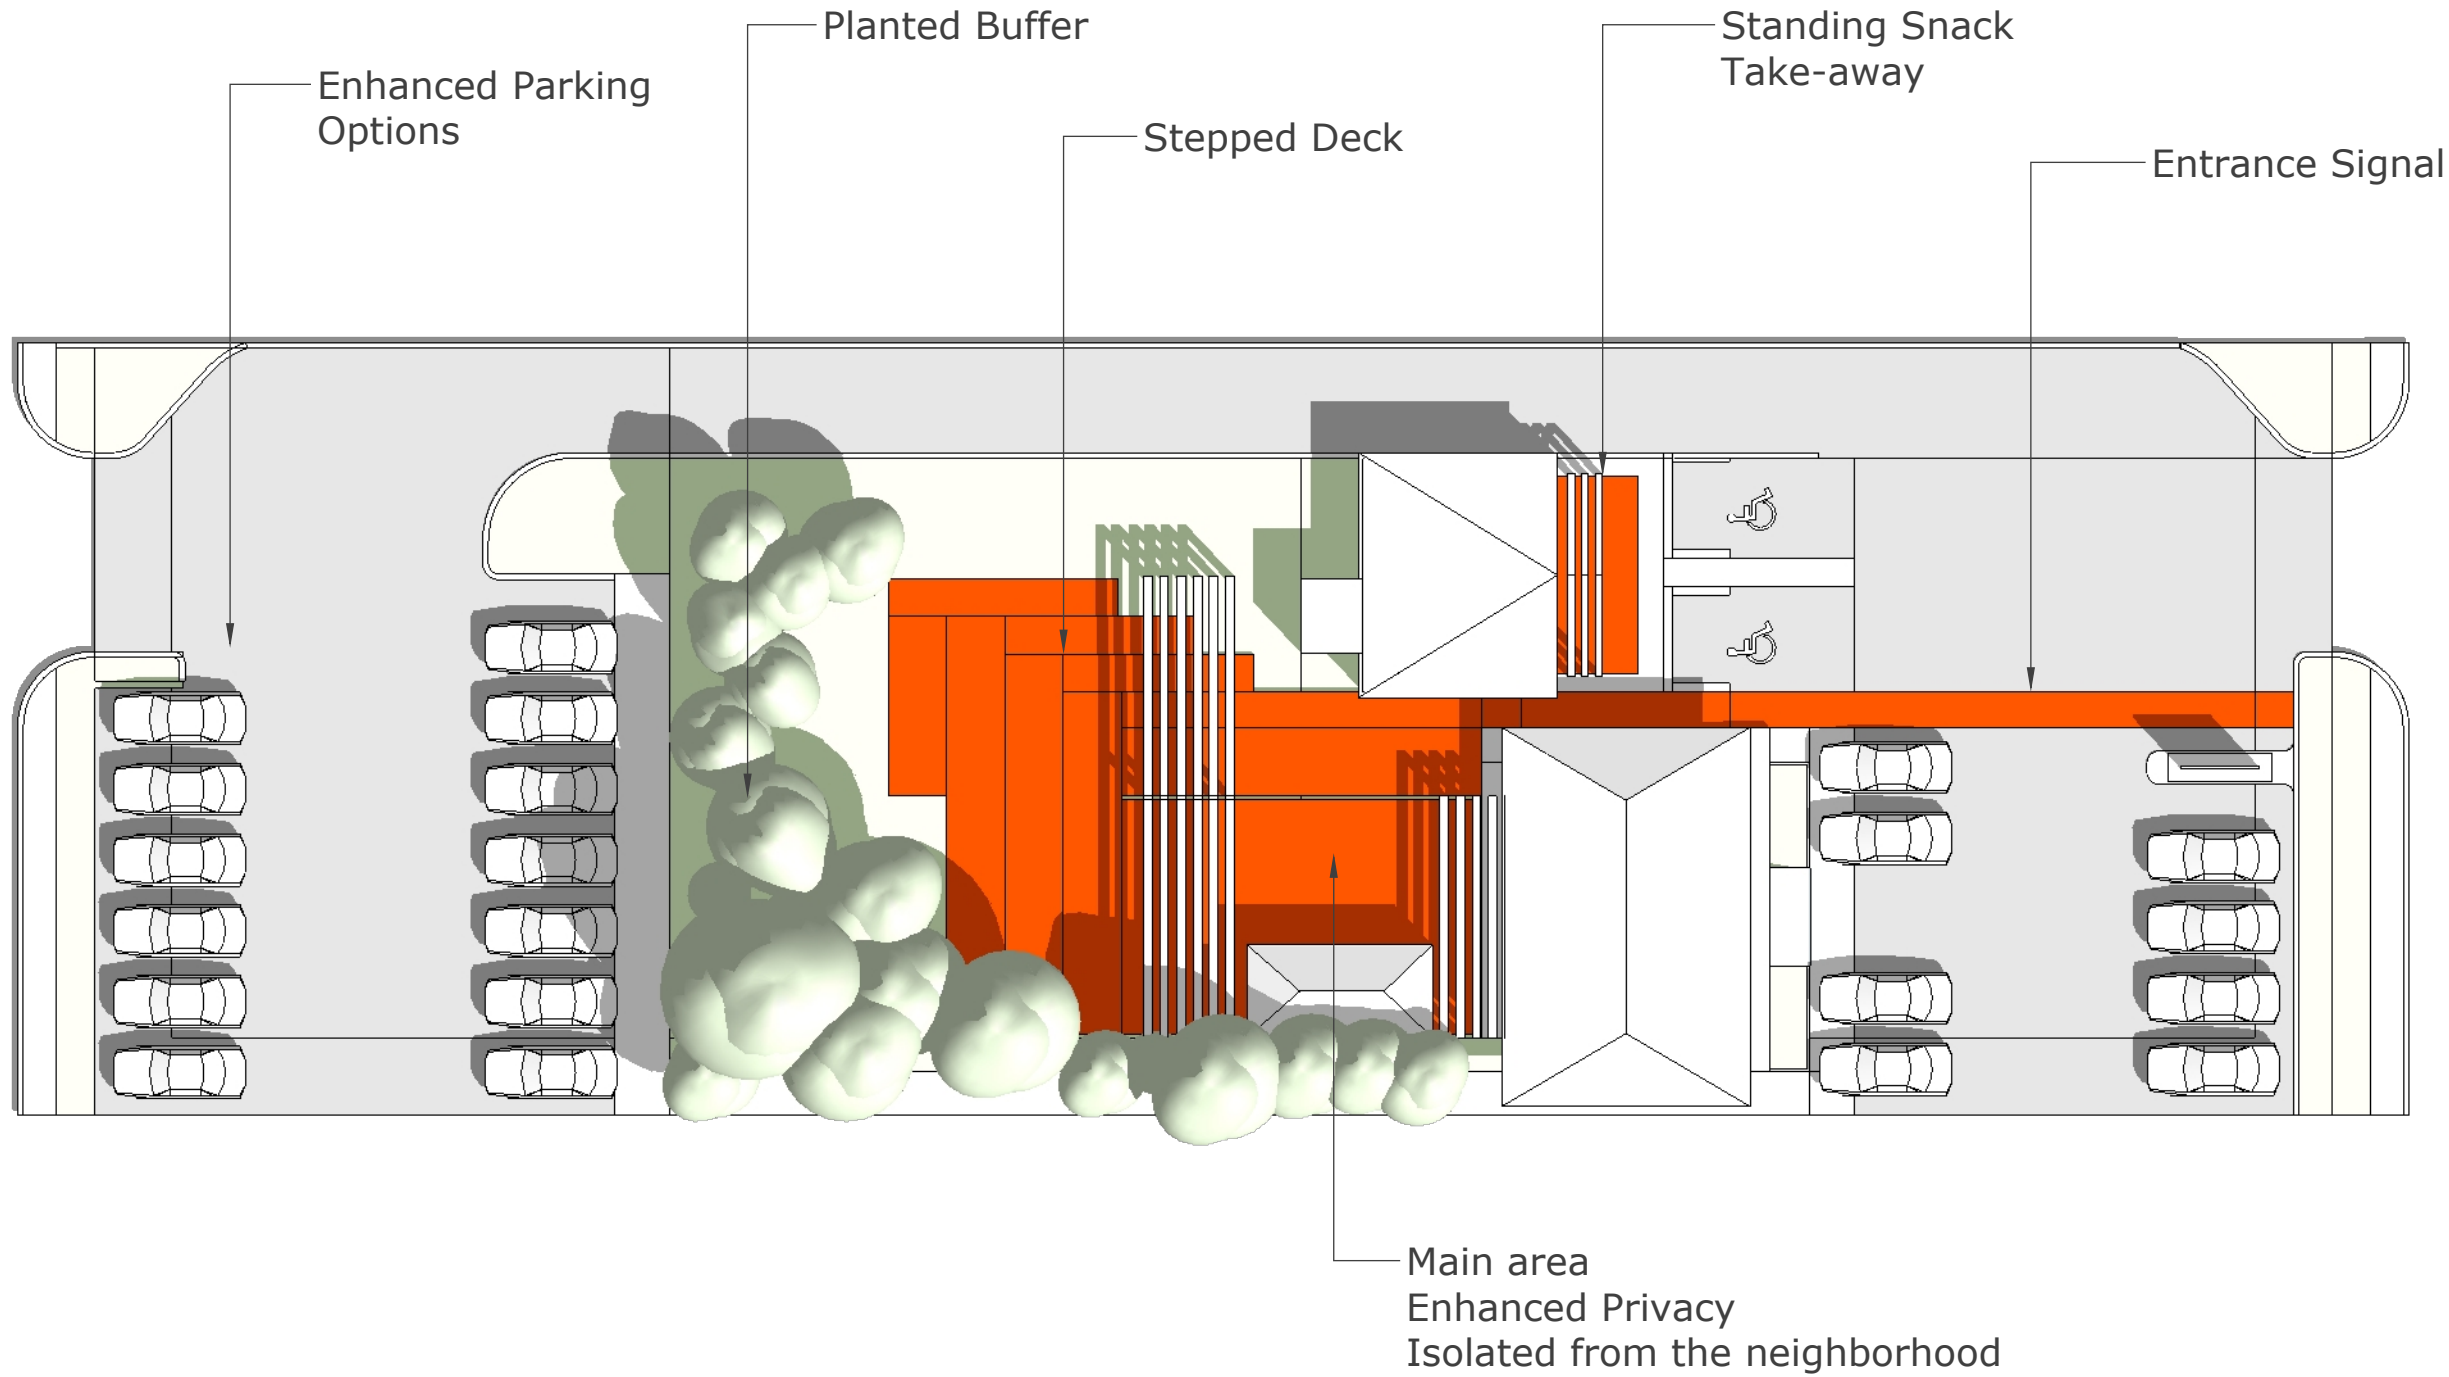 Planted Buffer
Standing Snack
Take-away
Enhanced Parking
Options
Stepped Deck
Entrance Signal
Main area
Enhanced Privacy
Isolated from the neighborhood